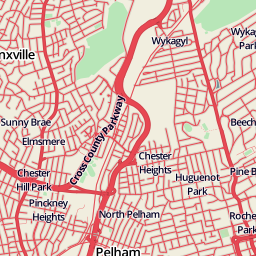 Wykagyl
Wyka
Park
nxville
Sunny Brae
Elmsmere
Cross County Parkway
Beech
Chester
Heights
Chester
Hill Park
Huguenot
Park
Pine B
Pinckney
Heights
North Pelham
Roche
Park
Pelham